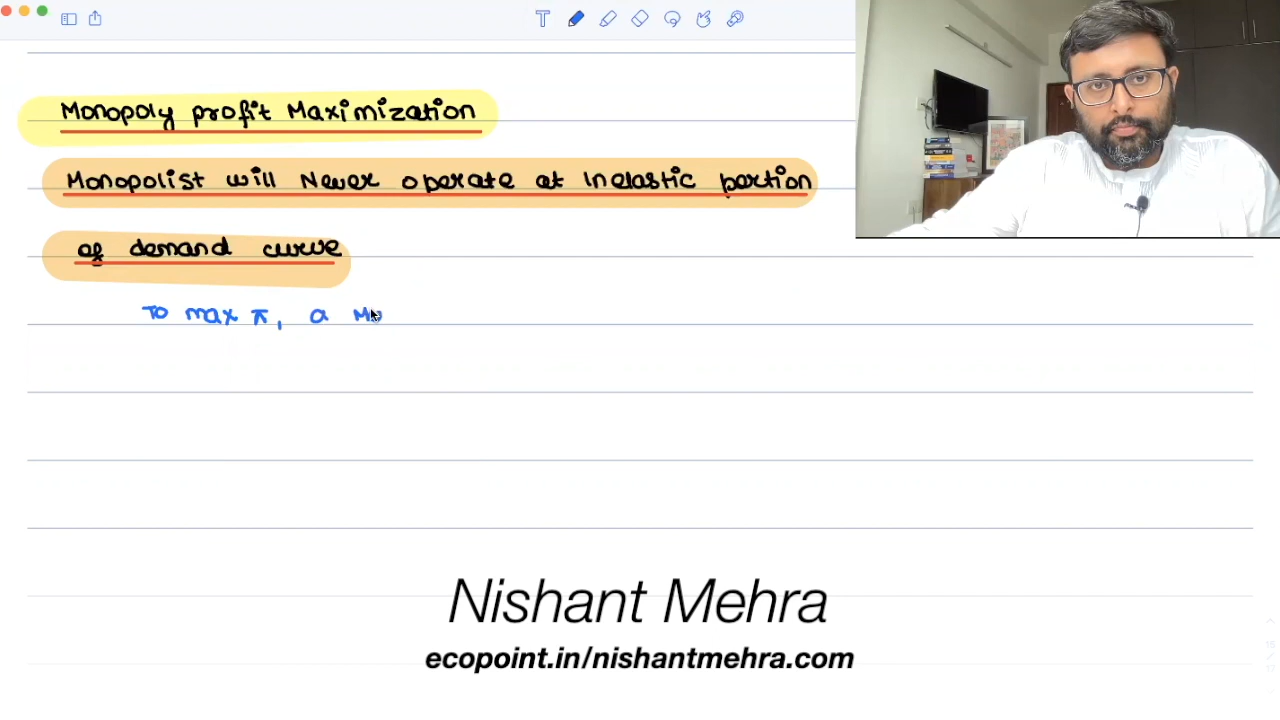 Monopoly profit Maximization
Monopolist will Never operate at Inelastic portion
of demand curve
To max π, a Mo
Nishant Mehra
ecopoint.in/nishantmehra.com